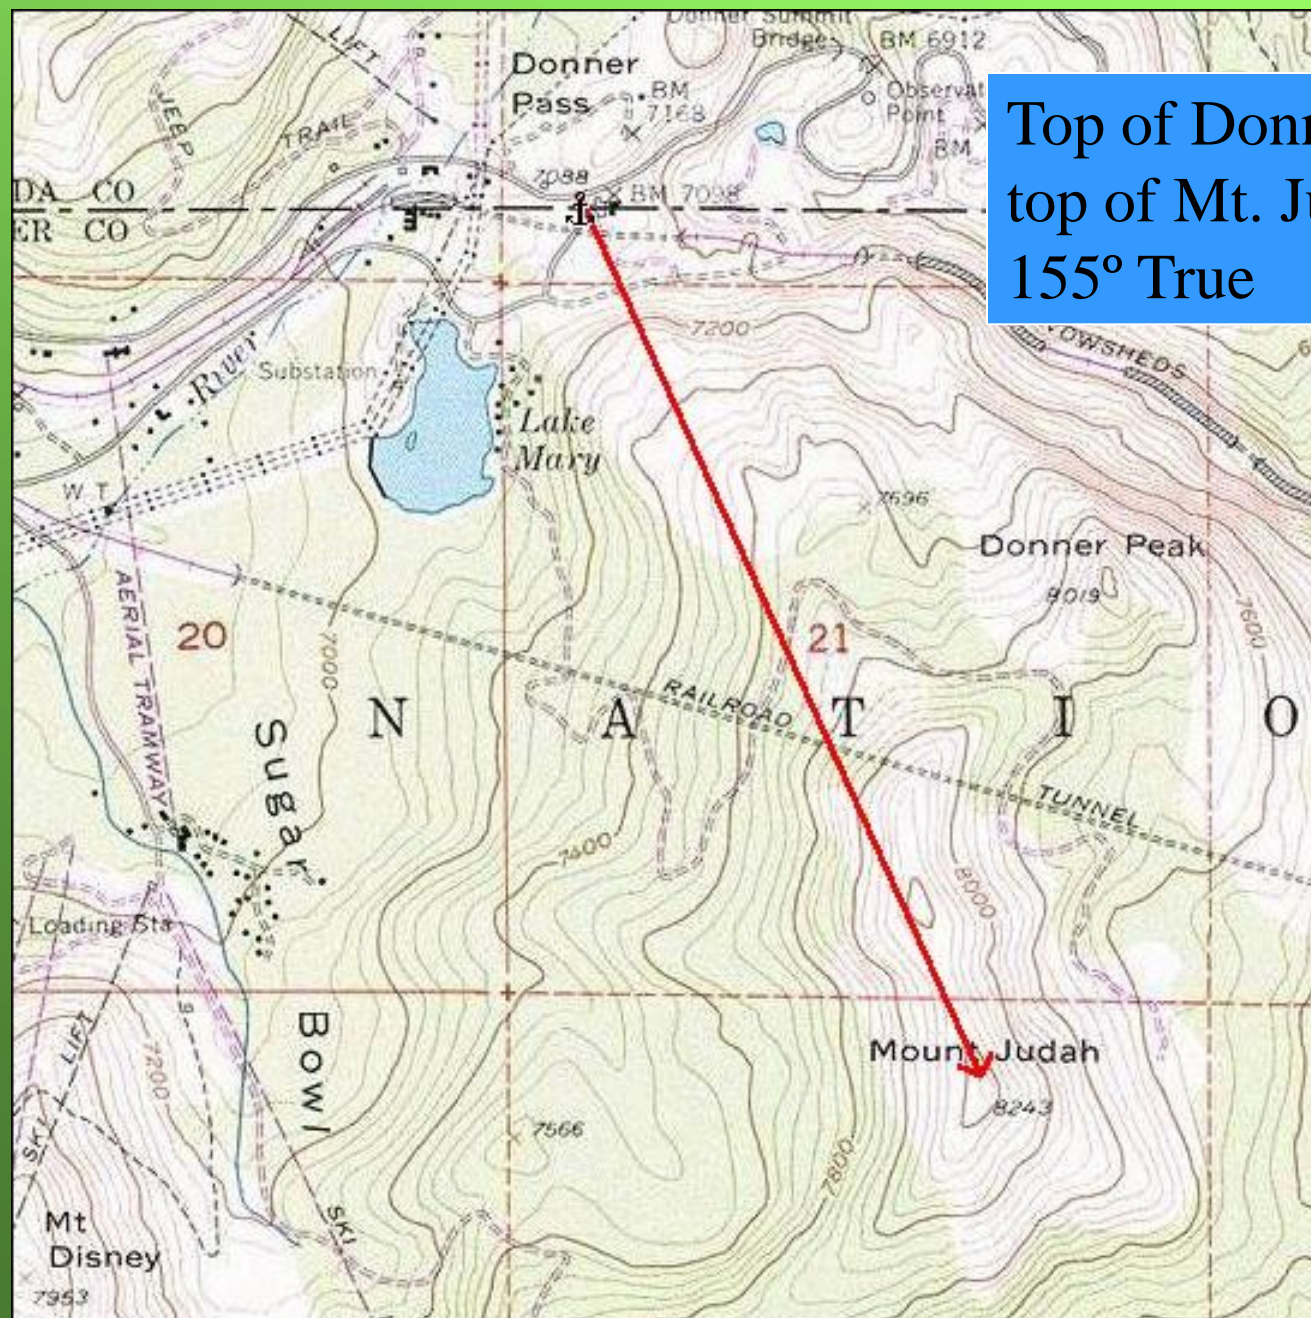 Donner Summit
Bridge
BM 6912
LIFT
Donner
Pass
BM
7168
Observat
Point
BM
JEEP
TRAIL
Top of Donn
top of Mt. Ju
155º True
DA CO
ER CO
7088
BM 7098
7200
OWSHEDS
River
Substation
Lake
Mary
W T
7696
Donner Peak
8019
7600
AERIAL TRAMWAY
20
7000
21
RAILROAD
TUNNEL
N A T I O
Sugar
Bowl
7400
8000
Loading Sta
Mount Judah
8243
LIFT
SKI
7200
7566
7800
SKI
Mt
Disney
7953